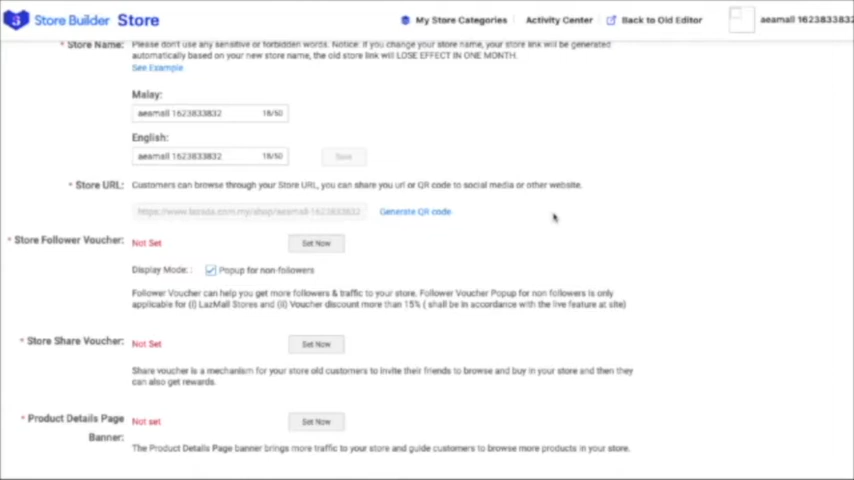 Store Builder Store
My Store Categories
Activity Center
Back to Old Editor
aeamall 162383383
* Store Name: Please don't use any sensitive or forbidden words. Notice: if you change your store name, your store link will be generated
automatically based on your new store name, the old store link will LOSE EFFECT IN ONE MONTH.
See Example
Malay:
aeamall 1623833832 18/50
English:
aeamall 1623833832 18/50 Save
* Store URL: Customers can browse through your Store URL, you can share you url or QR code to social media or other website.
https://www.lazada.com.my/shop/aeamall-1623833832 Generate QR code
* Store Follower Voucher: Not Set Set Now
Display Mode: : Popup for non-followers
Follower Voucher can help you get more followers & traffic to your store. Follower Voucher Popup for non followers is only
applicable for (i) LazMall Stores and (ii) Voucher discount more than 15% ( shall be in accordance with the live feature at site)
* Store Share Voucher: Not Set Set Now
Share voucher is a mechanism for your store old customers to invite their friends to browse and buy in your store and then they
can also get rewards.
* Product Details Page Banner: Not set Set Now
The Product Details Page banner brings more traffic to your store and guide customers to browse more products in your store.